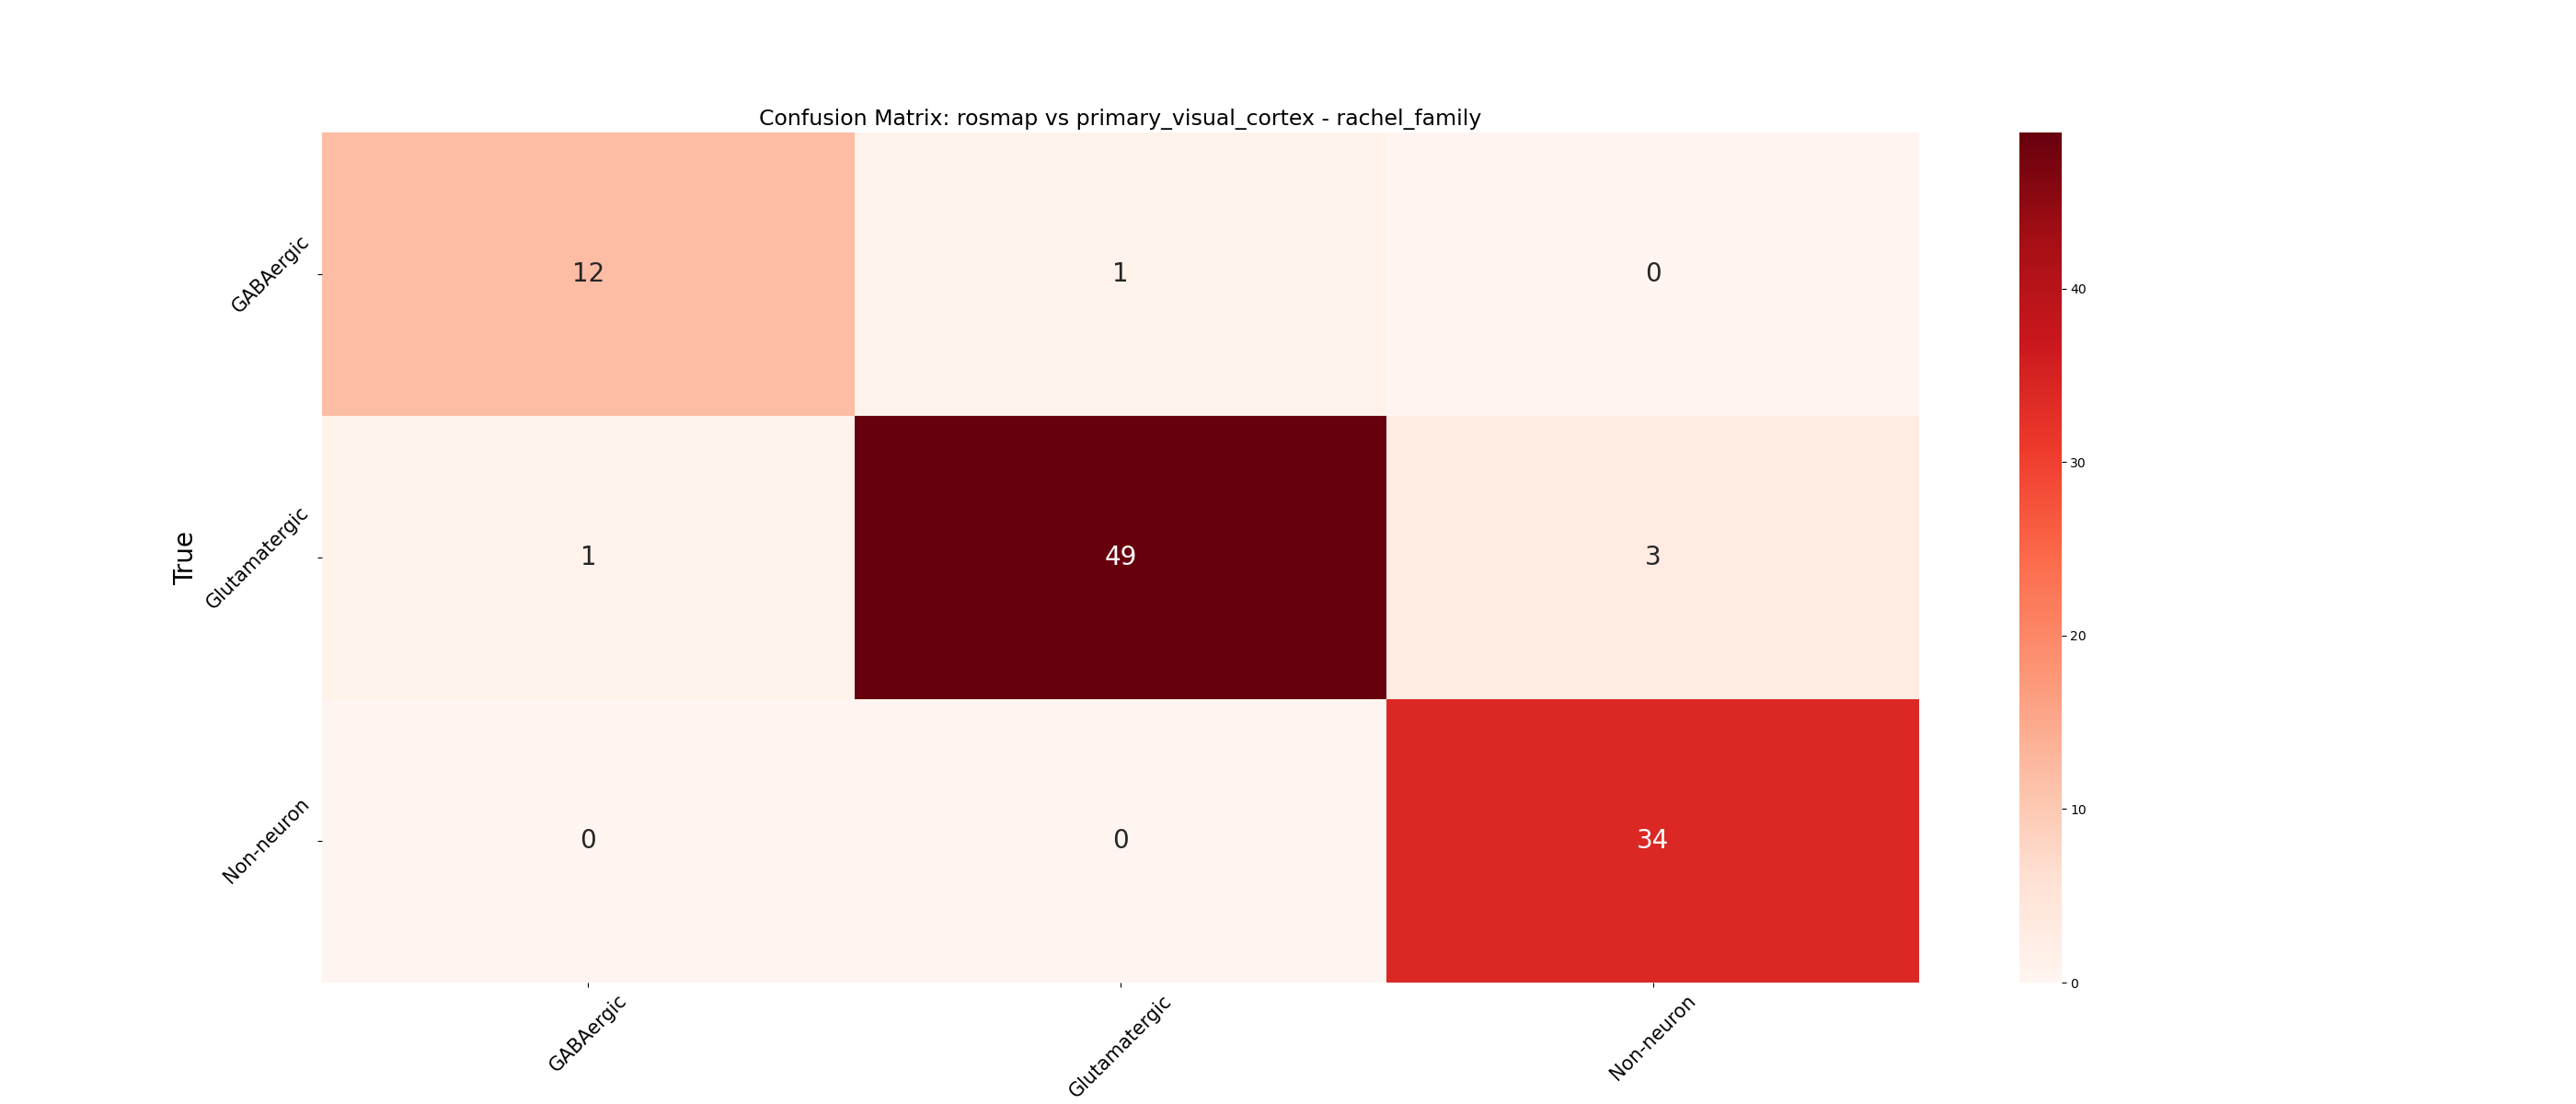 Confusion Matrix: rosmap vs primary_visual_cortex - rachel_family
True
GABAergic
12
1
0
Glutamatergic
1
49
3
Non-neuron
0
0
34
GABAergic
Glutamatergic
Non-neuron
40
30
20
10
0